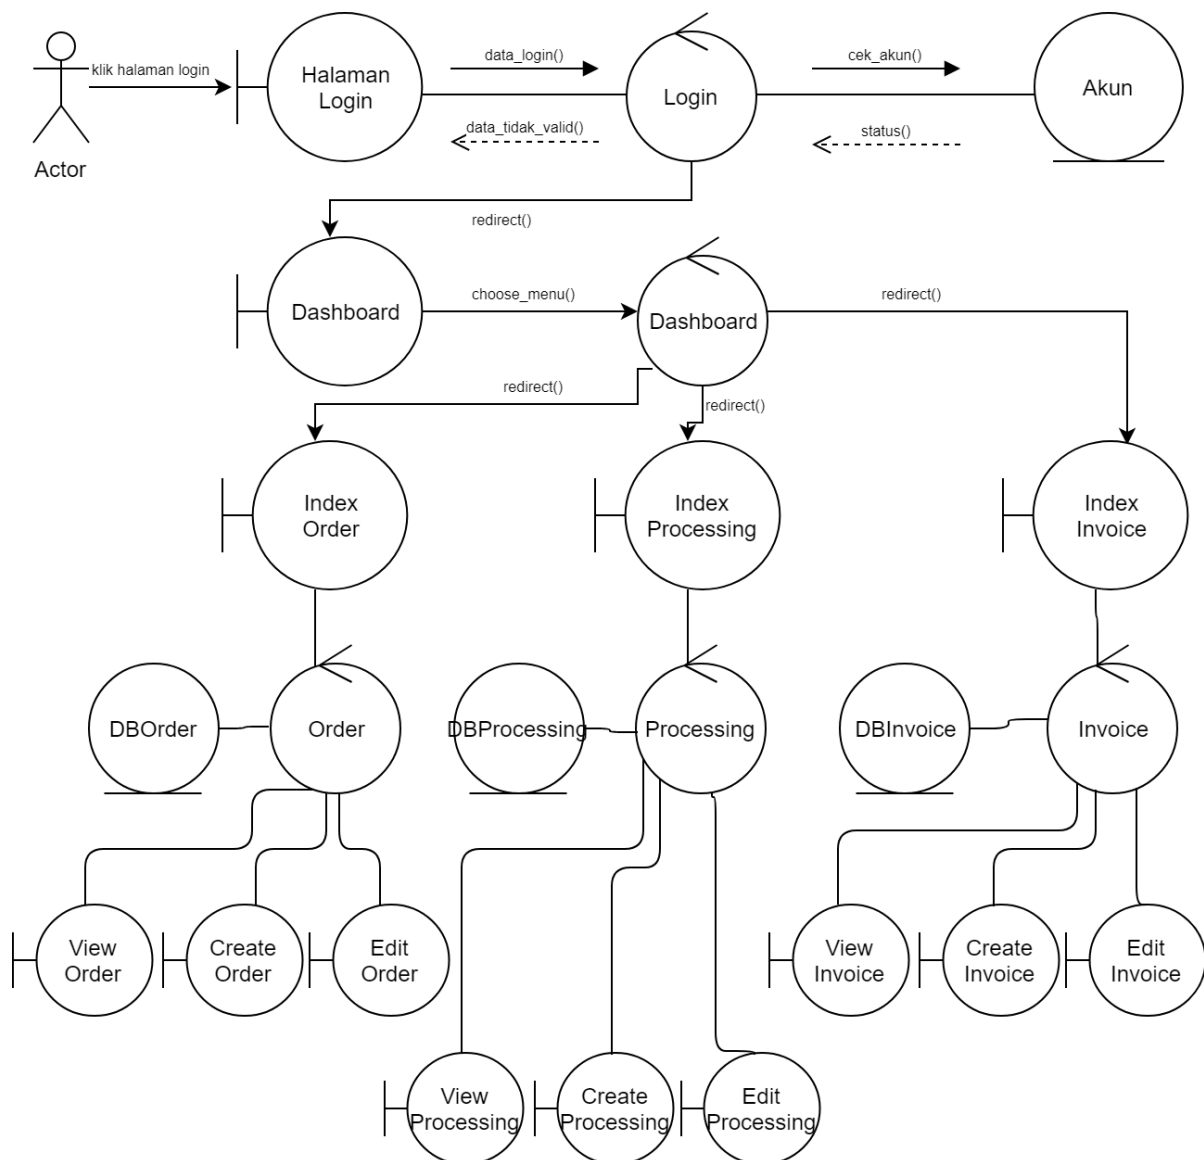 klik halaman login
Halaman
Login
data_login()
data_tidak_valid()
Login
cek_akun()
status()
Akun
Actor
redirect()
Dashboard
choose_menu()
Dashboard
redirect()
redirect()
redirect()
Index
Order
Index
Processing
Index
Invoice
DBOrder
Order
DBProcessing
Processing
DBInvoice
Invoice
View
Order
Create
Order
Edit
Order
View
Invoice
Create
Invoice
Edit
Invoice
View
Processing
Create
Processing
Edit
Processing